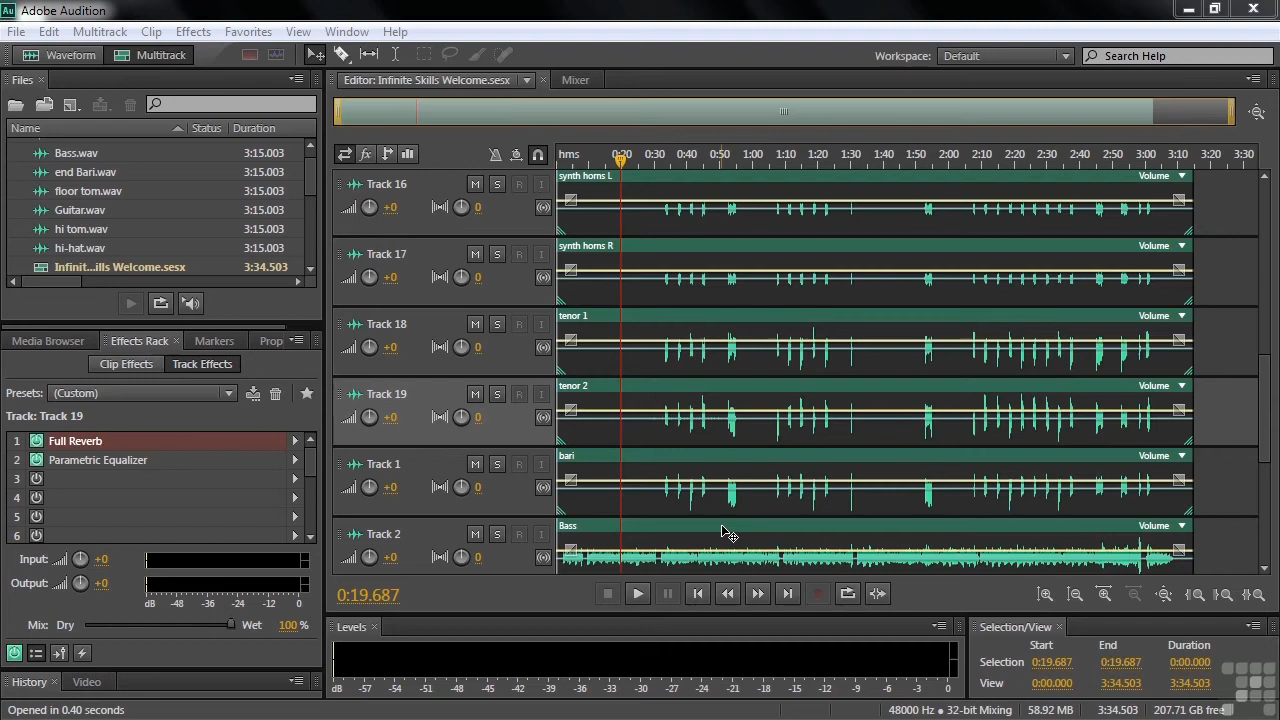 Au Adobe Audition
File Edit Multitrack Clip Effects Favorites View Window Help
Waveform Multitrack Workspace: Default Search Help
Files
Name Status Duration
Bass.wav 3:15.003
end Bari.wav 3:15.003
floor tom.wav 3:15.003
Guitar.wav 3:15.003
hi tom.wav 3:15.003
hi-hat.wav 3:15.003
Infinit...ills Welcome.sesx 3:34.503
Media Browser Effects Rack Markers Prop
Clip Effects Track Effects
Presets: (Custom)
Track: Track 19
1 Full Reverb
2 Parametric Equalizer
3
4
5
6
Input: +0
Output: +0
dB -48 -36 -24 -12 0
Mix: Dry Wet 100 %
History Video
Editor: Infinite Skills Welcome.sesx Mixer
fx hms 0:20 0:30 0:40 0:50 1:00 1:10 1:20 1:30 1:40 1:50 2:00 2:10 2:20 2:30 2:40 2:50 3:00 3:10 3:20 3:30
Track 16 M S R I synth horns L Volume
+0 0
Track 17 M S R I synth horns R Volume
+0 0
Track 18 M S R I tenor 1 Volume
+0 0
Track 19 M S R I tenor 2 Volume
+0 0
Track 1 M S R I bari Volume
+0 0
Track 2 M S R I Bass Volume
+0 0
0:19.687
Levels
dB -57 -54 -51 -48 -45 -42 -39 -36 -33 -30 -27 -24 -21 -18 -15 -12 -9 -6 -3 0
Selection/View
Start End Duration
Selection 0:19.687 0:19.687 0:00.000
View 0:00.000 3:34.503 3:34.503
Opened in 0.40 seconds 48000 Hz • 32-bit Mixing 58.92 MB 3:34.503 207.71 GB free